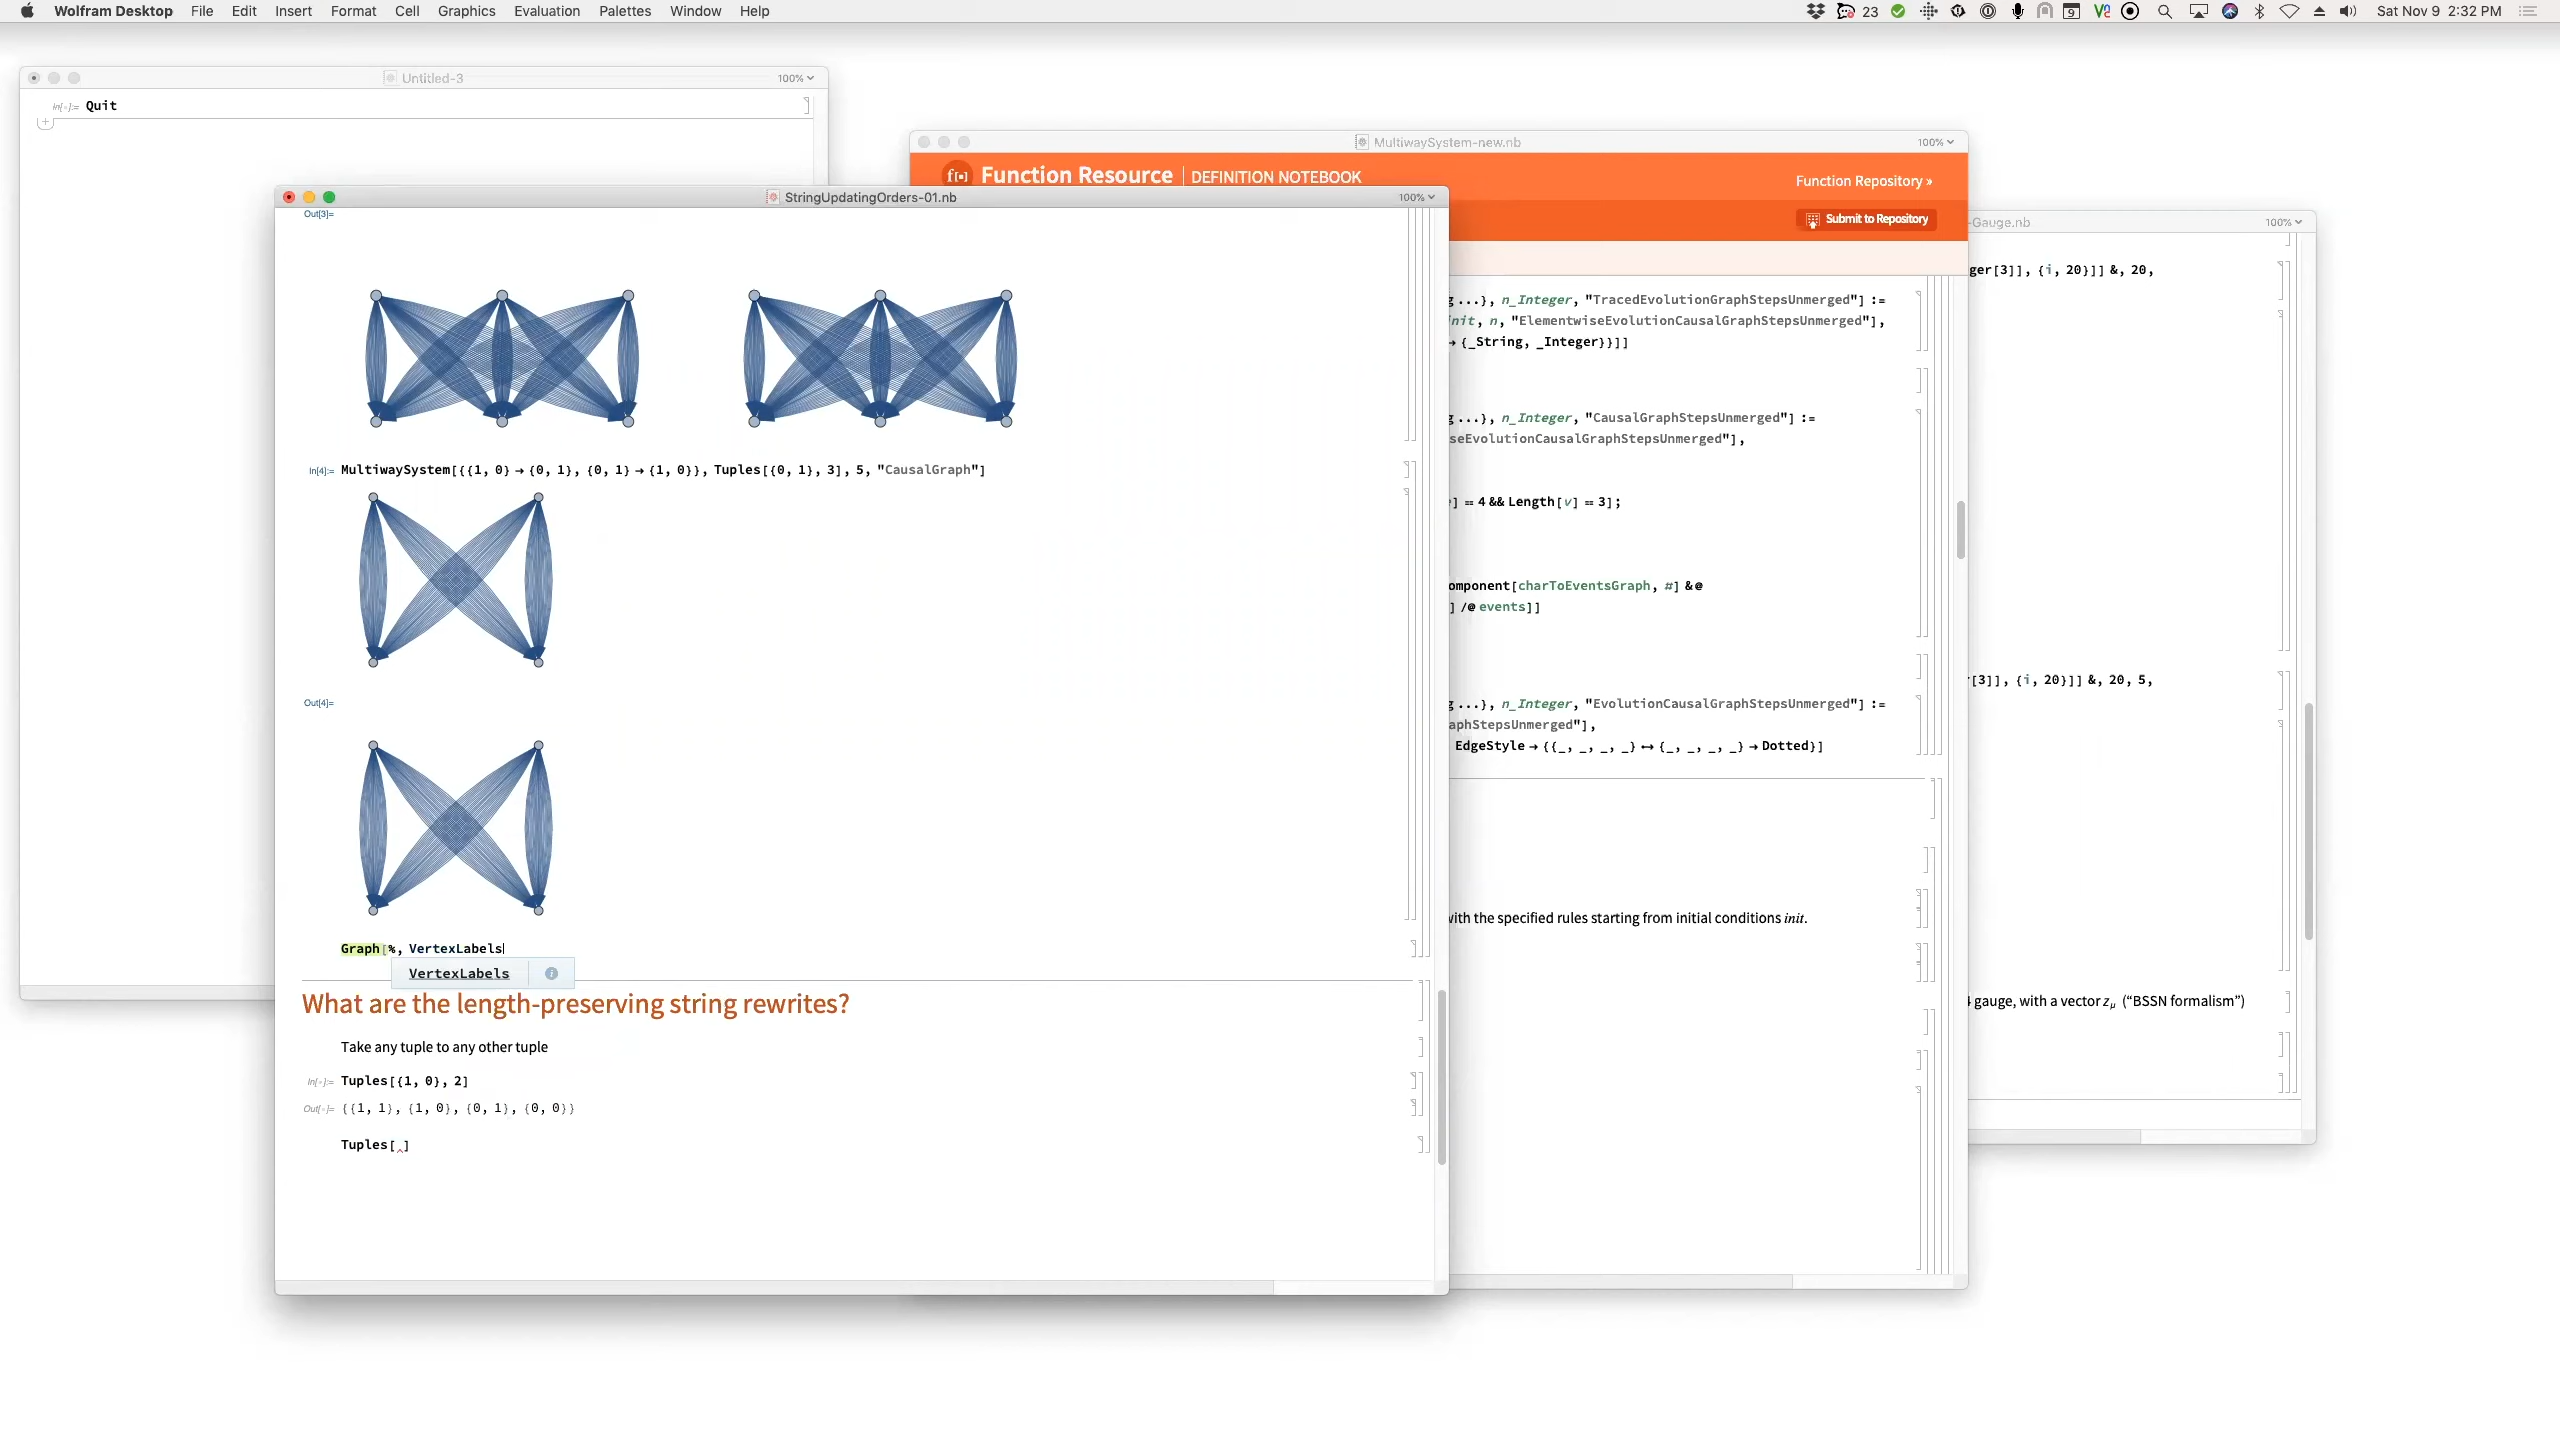 Wolfram Desktop File Edit Insert Format Cell Graphics Evaluation Palettes Window Help
23 9 Sat Nov 9 2:32 PM
Untitled-3 100%
In[◦]:= Quit
MultiwaySystem-new.nb 100%
Function Resource | DEFINITION NOTEBOOK
Function Repository »
Submit to Repository
StringUpdatingOrders-01.nb 100%
Out[3]=
In[4]:= MultiwaySystem[{{1, 0} → {0, 1}, {0, 1} → {1, 0}}, Tuples[{0, 1}, 3], 5, "CausalGraph"]
Out[4]=
Graph[%, VertexLabels
VertexLabels
What are the length-preserving string rewrites?
Take any tuple to any other tuple
In[◦]:= Tuples[{1, 0}, 2]
Out[◦]= {{1, 1}, {1, 0}, {0, 1}, {0, 0}}
Tuples[ ]
...}, n_Integer, "TracedEvolutionGraphStepsUnmerged"] :=
init, n, "ElementwiseEvolutionCausalGraphStepsUnmerged"],
→ {_String, _Integer}}]]
...}, n_Integer, "CausalGraphStepsUnmerged"] :=
seEvolutionCausalGraphStepsUnmerged"],
] == 4 && Length[v] == 3];
omponent[charToEventsGraph, #] & @
] /@ events]]
...}, n_Integer, "EvolutionCausalGraphStepsUnmerged"] :=
aphStepsUnmerged"],
EdgeStyle → {{_, _, _, _} ↔ {_, _, _, _} → Dotted}]
with the specified rules starting from initial conditions init.
-Gauge.nb 100%
ger[3]], {i, 20}]] &, 20,
[3]], {i, 20}]] &, 20, 5,
4 gauge, with a vector zμ ("BSSN formalism")